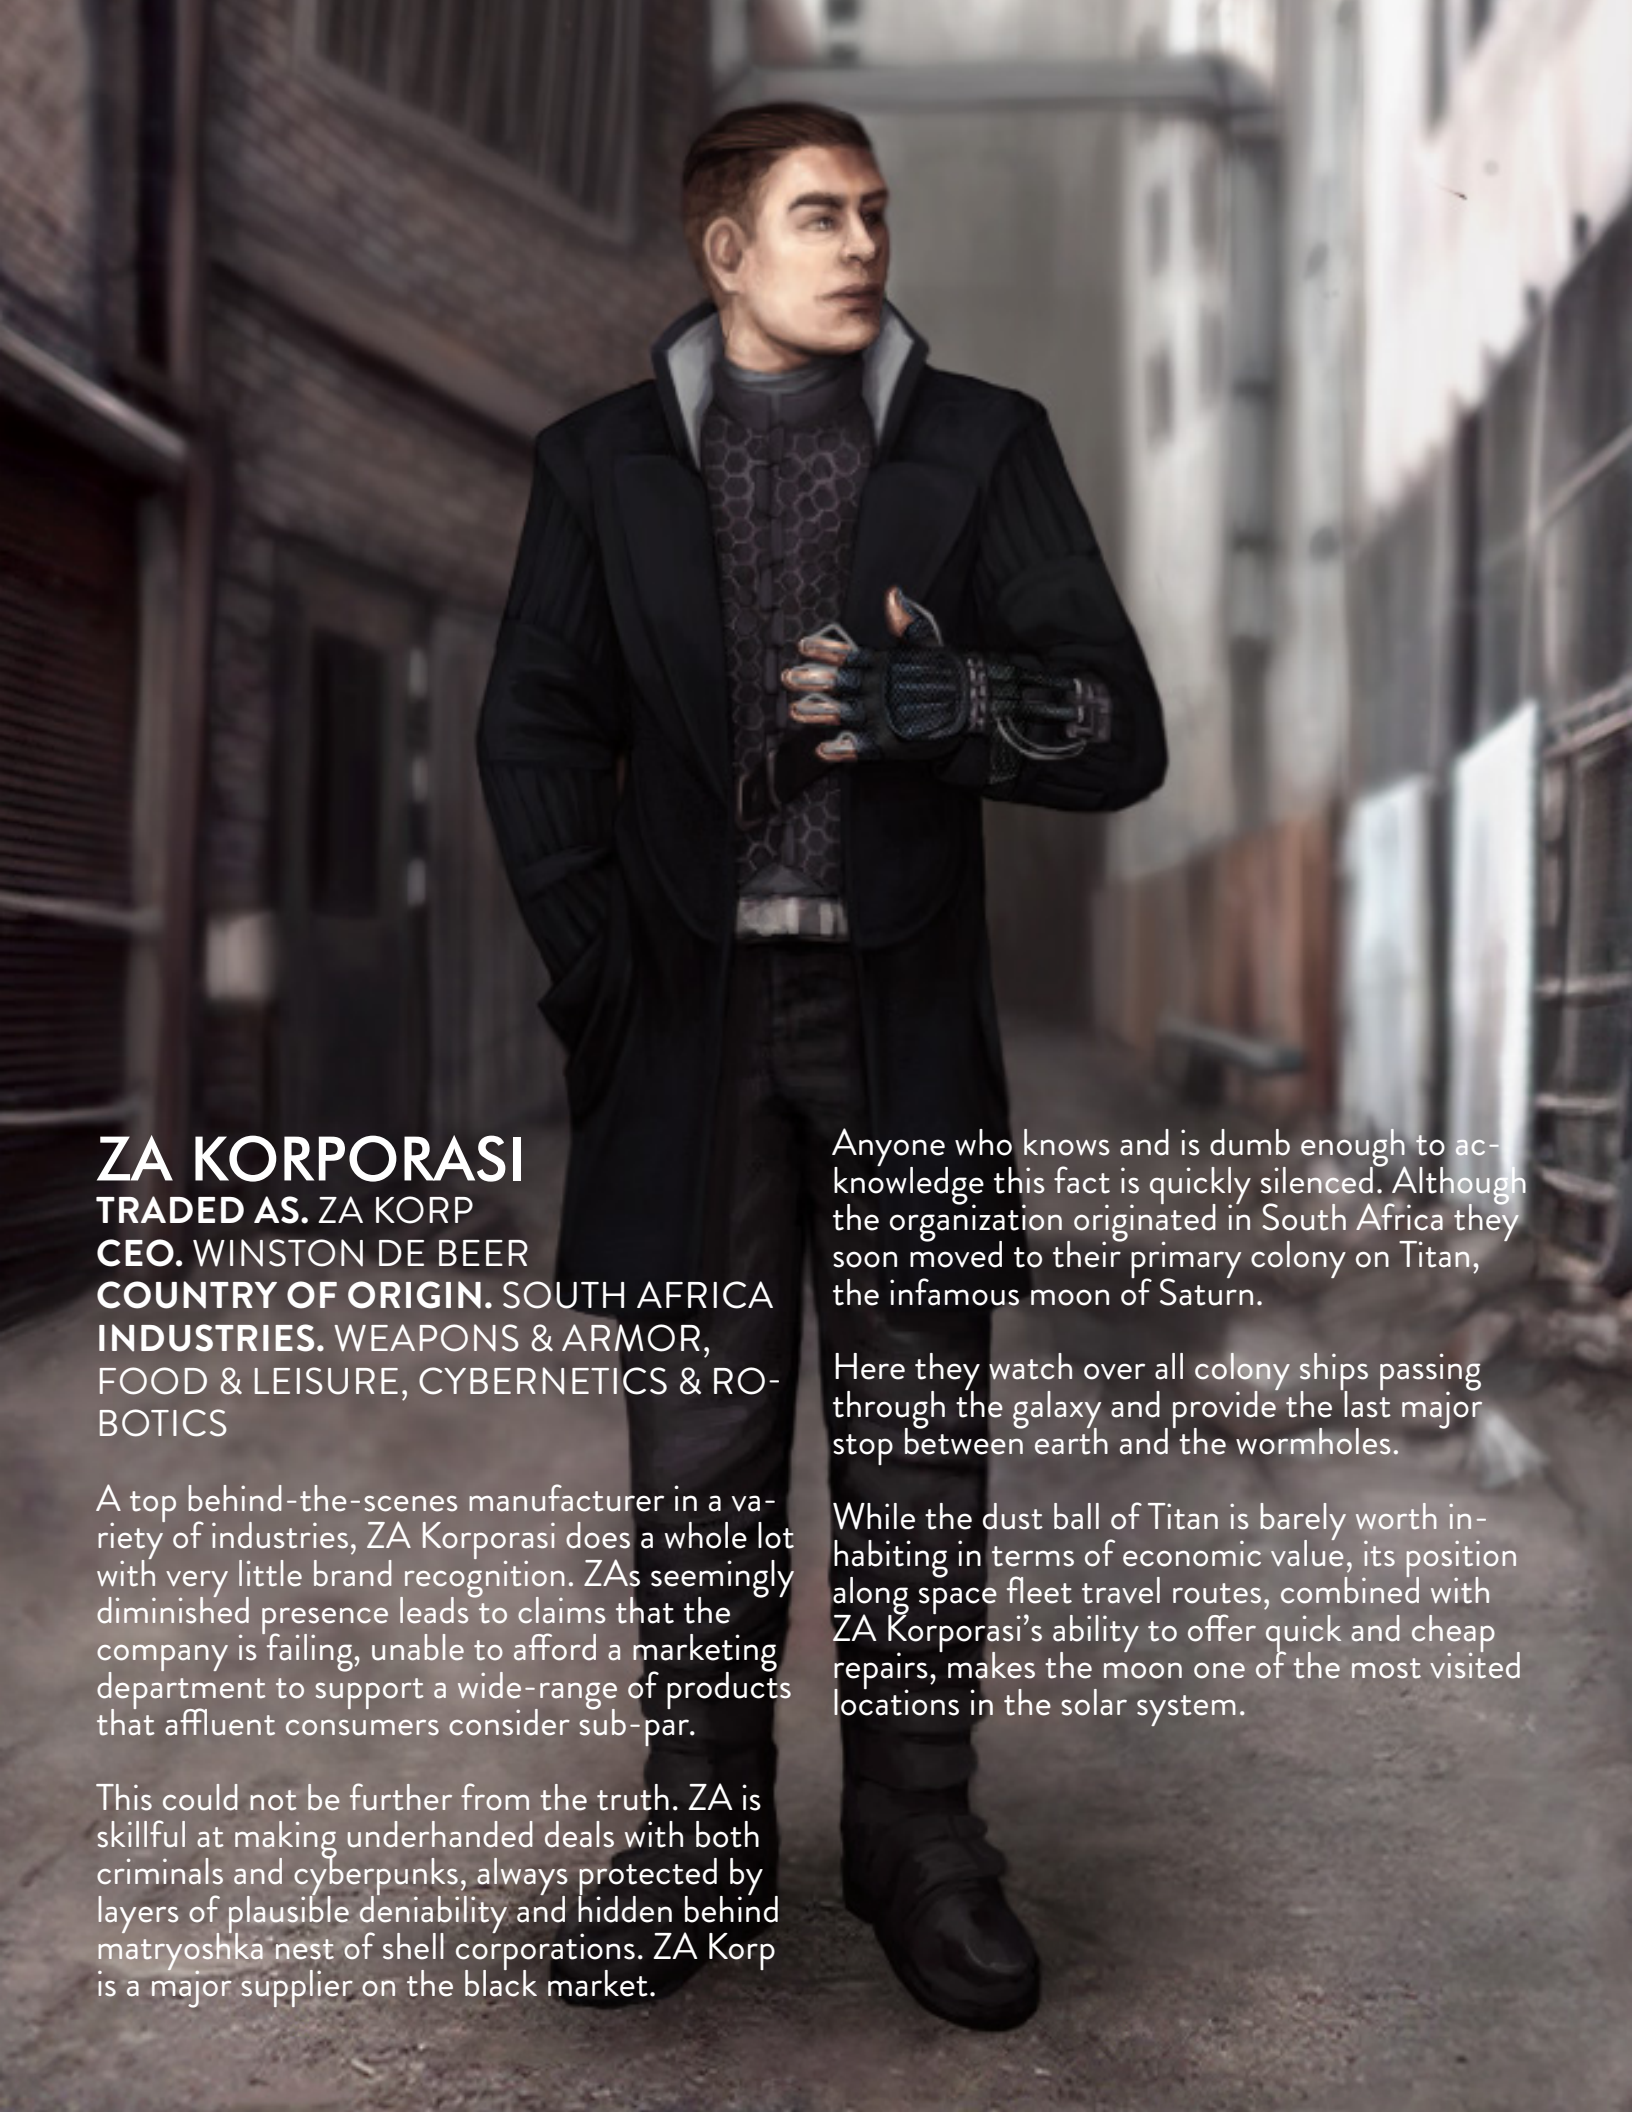 ZA KORPORASI
TRADED AS. ZA KORP
CEO. WINSTON DE BEER
COUNTRY OF ORIGIN. SOUTH AFRICA
INDUSTRIES. WEAPONS & ARMOR,
FOOD & LEISURE, CYBERNETICS & RO-
BOTICS
A top behind-the-scenes manufacturer in a va-
riety of industries, ZA Korporasi does a whole lot
with very little brand recognition. ZAs seemingly
diminished presence leads to claims that the
company is failing, unable to afford a marketing
department to support a wide-range of products
that affluent consumers consider sub-par.
This could not be further from the truth. ZA is
skillful at making underhanded deals with both
criminals and cyberpunks, always protected by
layers of plausible deniability and hidden behind
matryoshka nest of shell corporations. ZA Korp
is a major supplier on the black market.
Anyone who knows and is dumb enough to ac-
knowledge this fact is quickly silenced. Although
the organization originated in South Africa they
soon moved to their primary colony on Titan,
the infamous moon of Saturn.
Here they watch over all colony ships passing
through the galaxy and provide the last major
stop between earth and the wormholes.
While the dust ball of Titan is barely worth in-
habiting in terms of economic value, its position
along space fleet travel routes, combined with
ZA Korporasi's ability to offer quick and cheap
repairs, makes the moon one of the most visited
locations in the solar system.